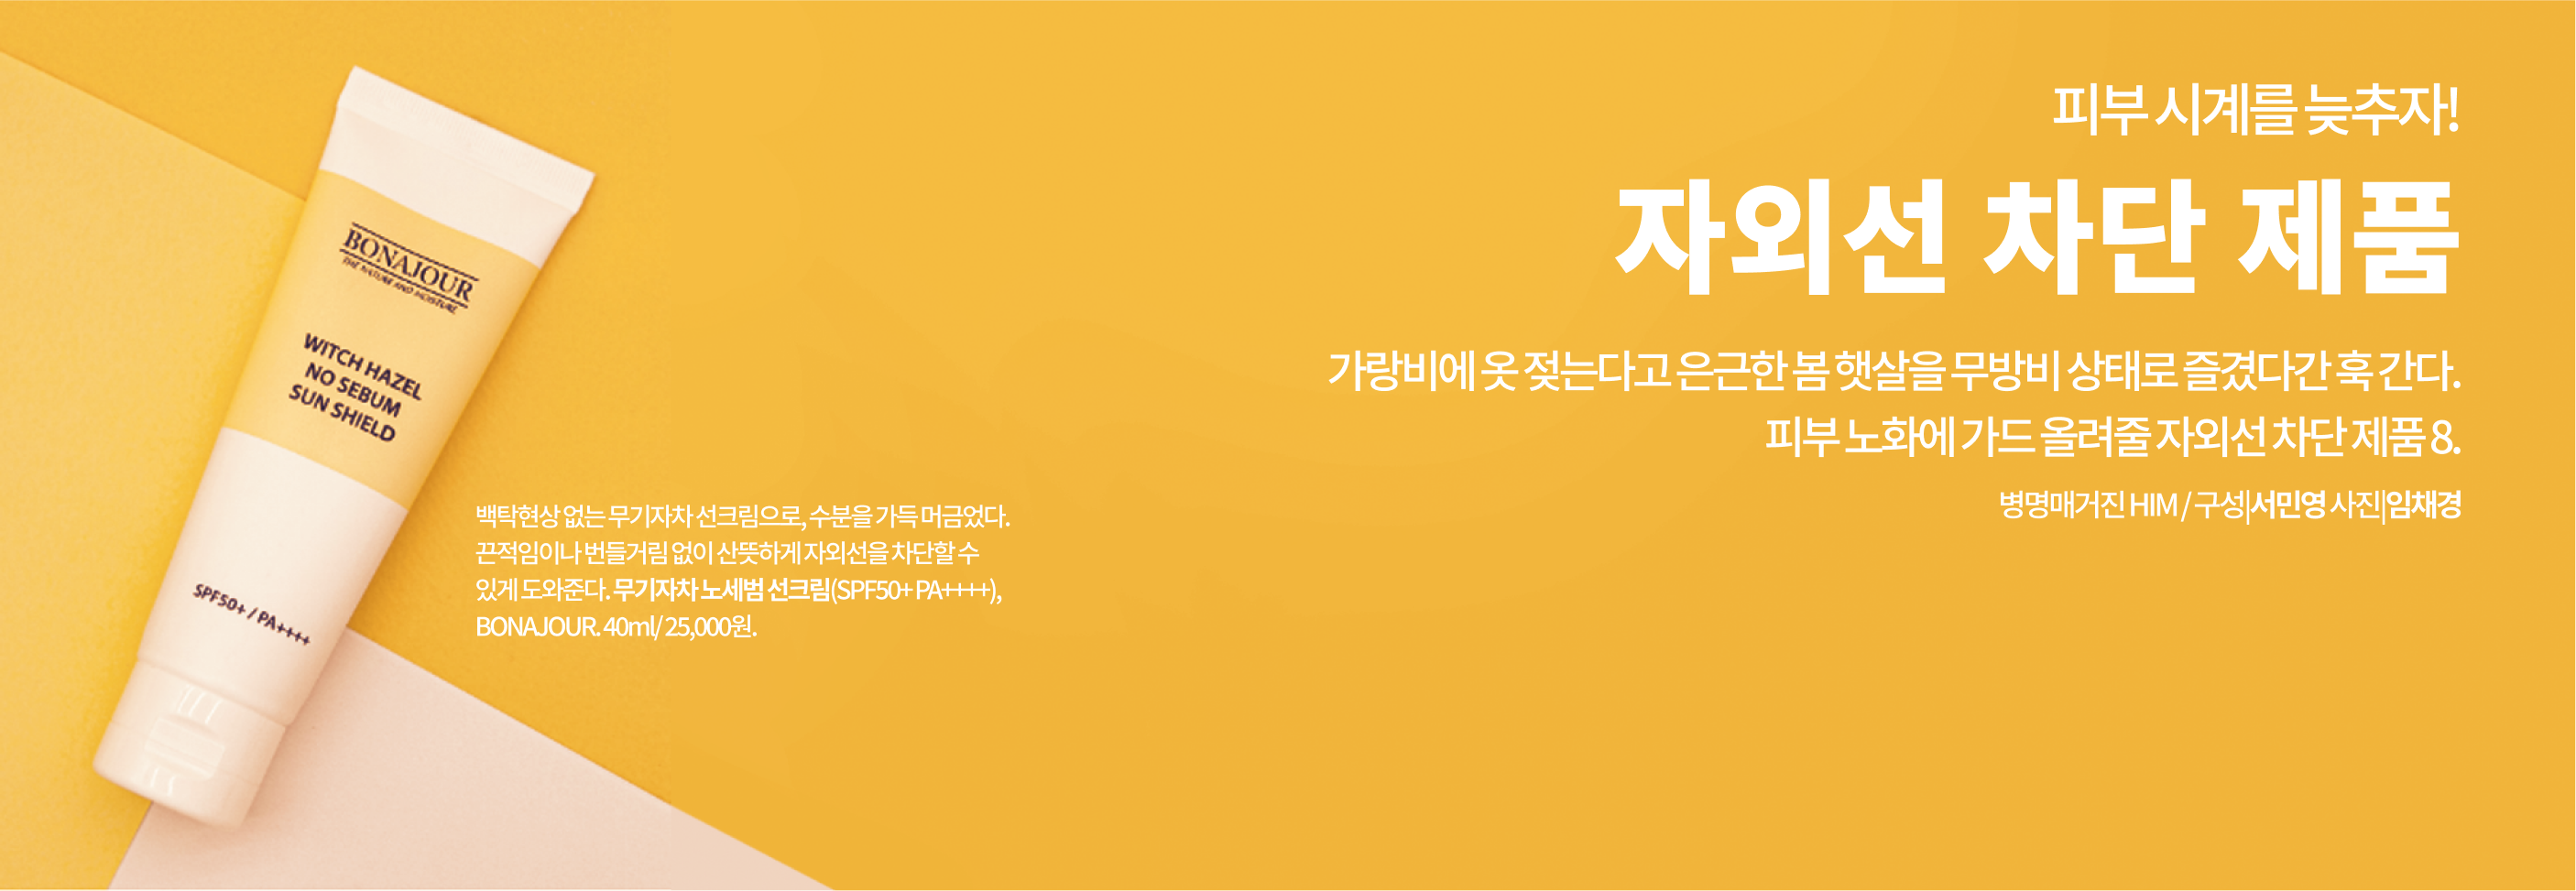 피부 시계를 늦추자!
자외선 차단 제품
가랑비에 옷 젖는다고 은근한 봄 햇살을 무방비 상태로 즐겼다간 훅 간다.
피부 노화에 가드 올려줄 자외선 차단 제품 8.
병명매거진 HIM / 구성|서민영 사진|임채경
BONAJOUR
THE NATURE AND MOISTURE
WITCH HAZEL
NO SEBUM
SUN SHIELD
SPF50+ / PA++++
백탁현상 없는 무기자차 선크림으로, 수분을 가득 머금었다.
끈적임이나 번들거림 없이 산뜻하게 자외선을 차단할 수
있게 도와준다. 무기자차 노세범 선크림(SPF50+ PA++++),
BONAJOUR. 40ml/ 25,000원.